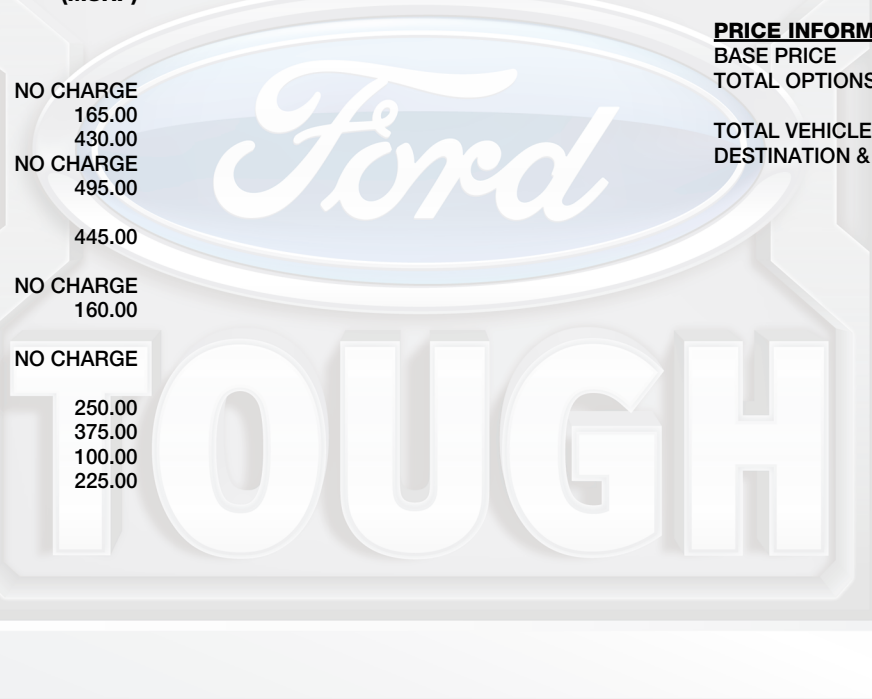 NO CHARGE
165.00
430.00
NO CHARGE
495.00
445.00
NO CHARGE
160.00
NO CHARGE
250.00
375.00
100.00
225.00
PRICE INFORM
BASE PRICE
TOTAL OPTIONS
TOTAL VEHICLE
DESTINATION &
Ford
TOUGH